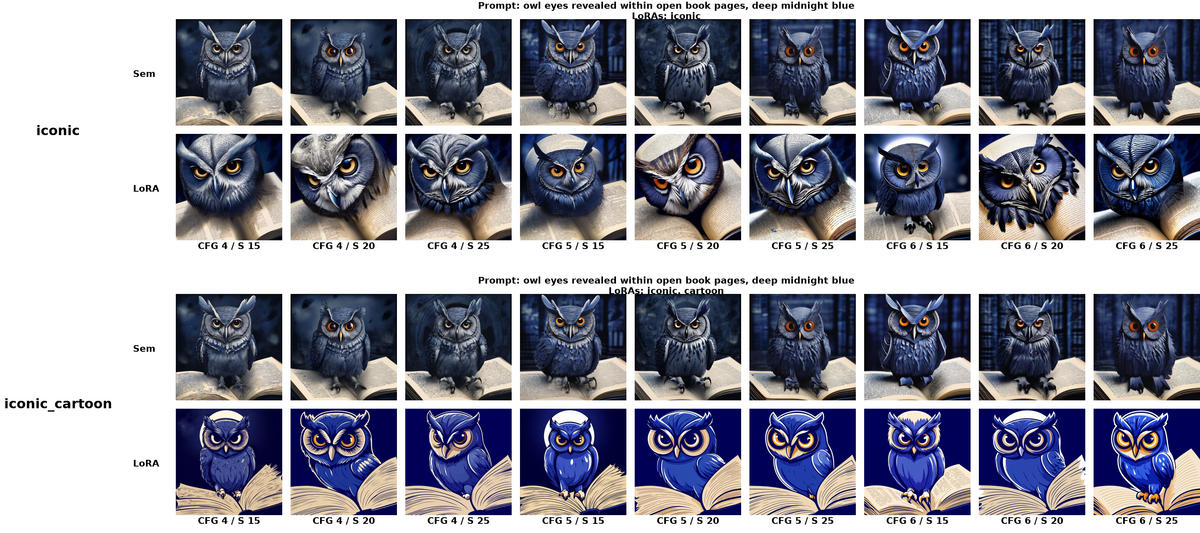 Prompt: owl eyes revealed within open book pages, deep midnight blue
LoRAs: iconic
Sem
iconic
LoRA
CFG 4 / S 15 CFG 4 / S 20 CFG 4 / S 25 CFG 5 / S 15 CFG 5 / S 20 CFG 5 / S 25 CFG 6 / S 15 CFG 6 / S 20 CFG 6 / S 25
Prompt: owl eyes revealed within open book pages, deep midnight blue
LoRAs: iconic, cartoon
Sem
iconic_cartoon
LoRA
CFG 4 / S 15 CFG 4 / S 20 CFG 4 / S 25 CFG 5 / S 15 CFG 5 / S 20 CFG 5 / S 25 CFG 6 / S 15 CFG 6 / S 20 CFG 6 / S 25